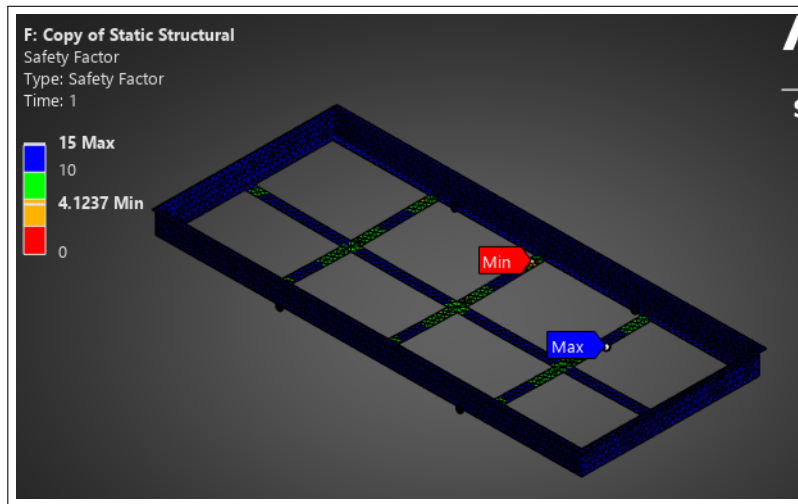 F: Copy of Static Structural
Safety Factor
Type: Safety Factor
Time: 1
15 Max
10
4.1237 Min
0
Min
Max